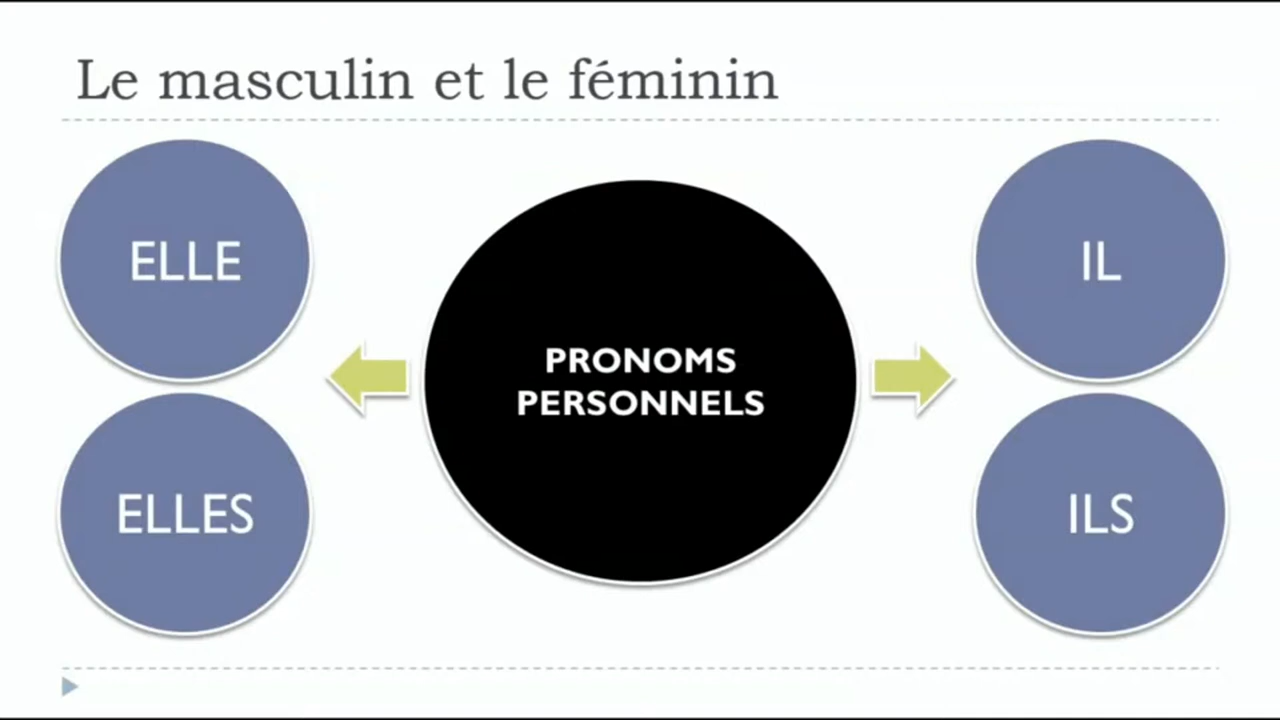 Le masculin et le féminin
ELLE
ELLES
PRONOMS
PERSONNELS
IL
ILS